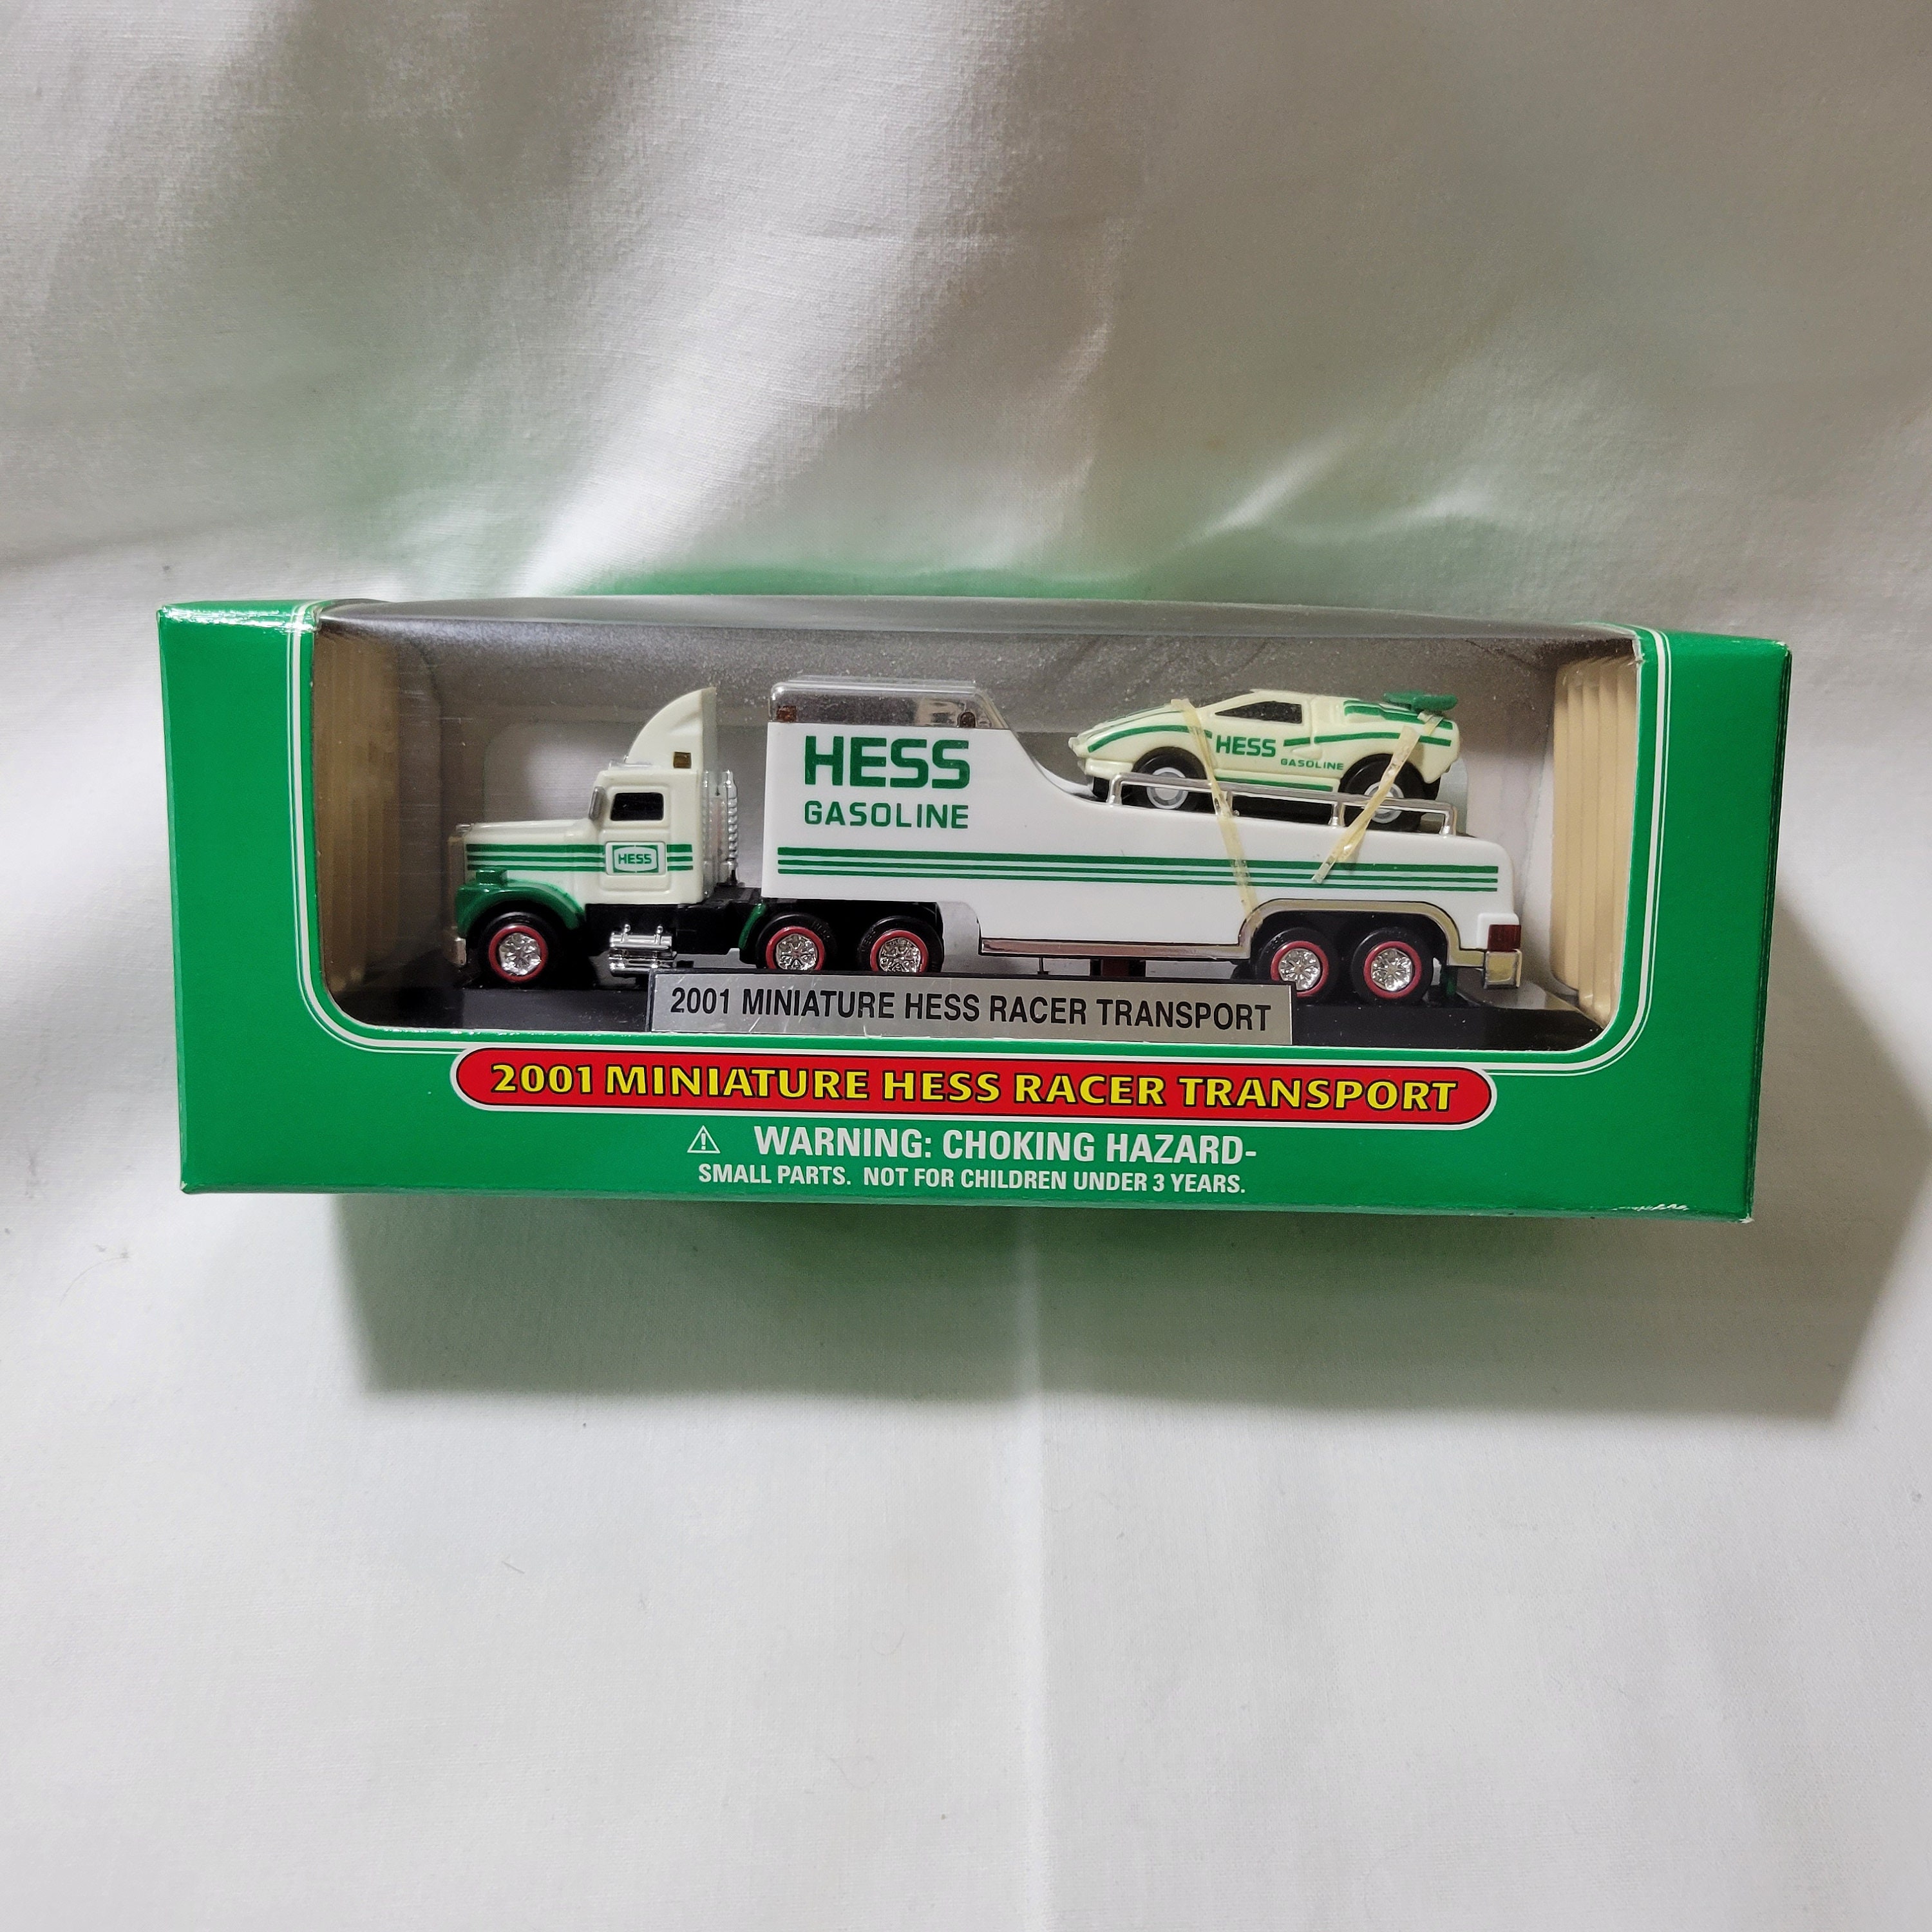 HESS
GASOLINE
HESS
GASOLINE
HESS
2001 MINIATURE HESS RACER TRANSPORT
2001 MINIATURE HESS RACER TRANSPORT
WARNING: CHOKING HAZARD-
SMALL PARTS. NOT FOR CHILDREN UNDER 3 YEARS.